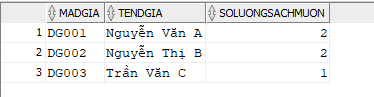 MADGIA TENDGIA SOLUONGSACHMUON
1 DG001 Nguyễn Văn A 2
2 DG002 Nguyễn Thị B 2
3 DG003 Trần Văn C 1